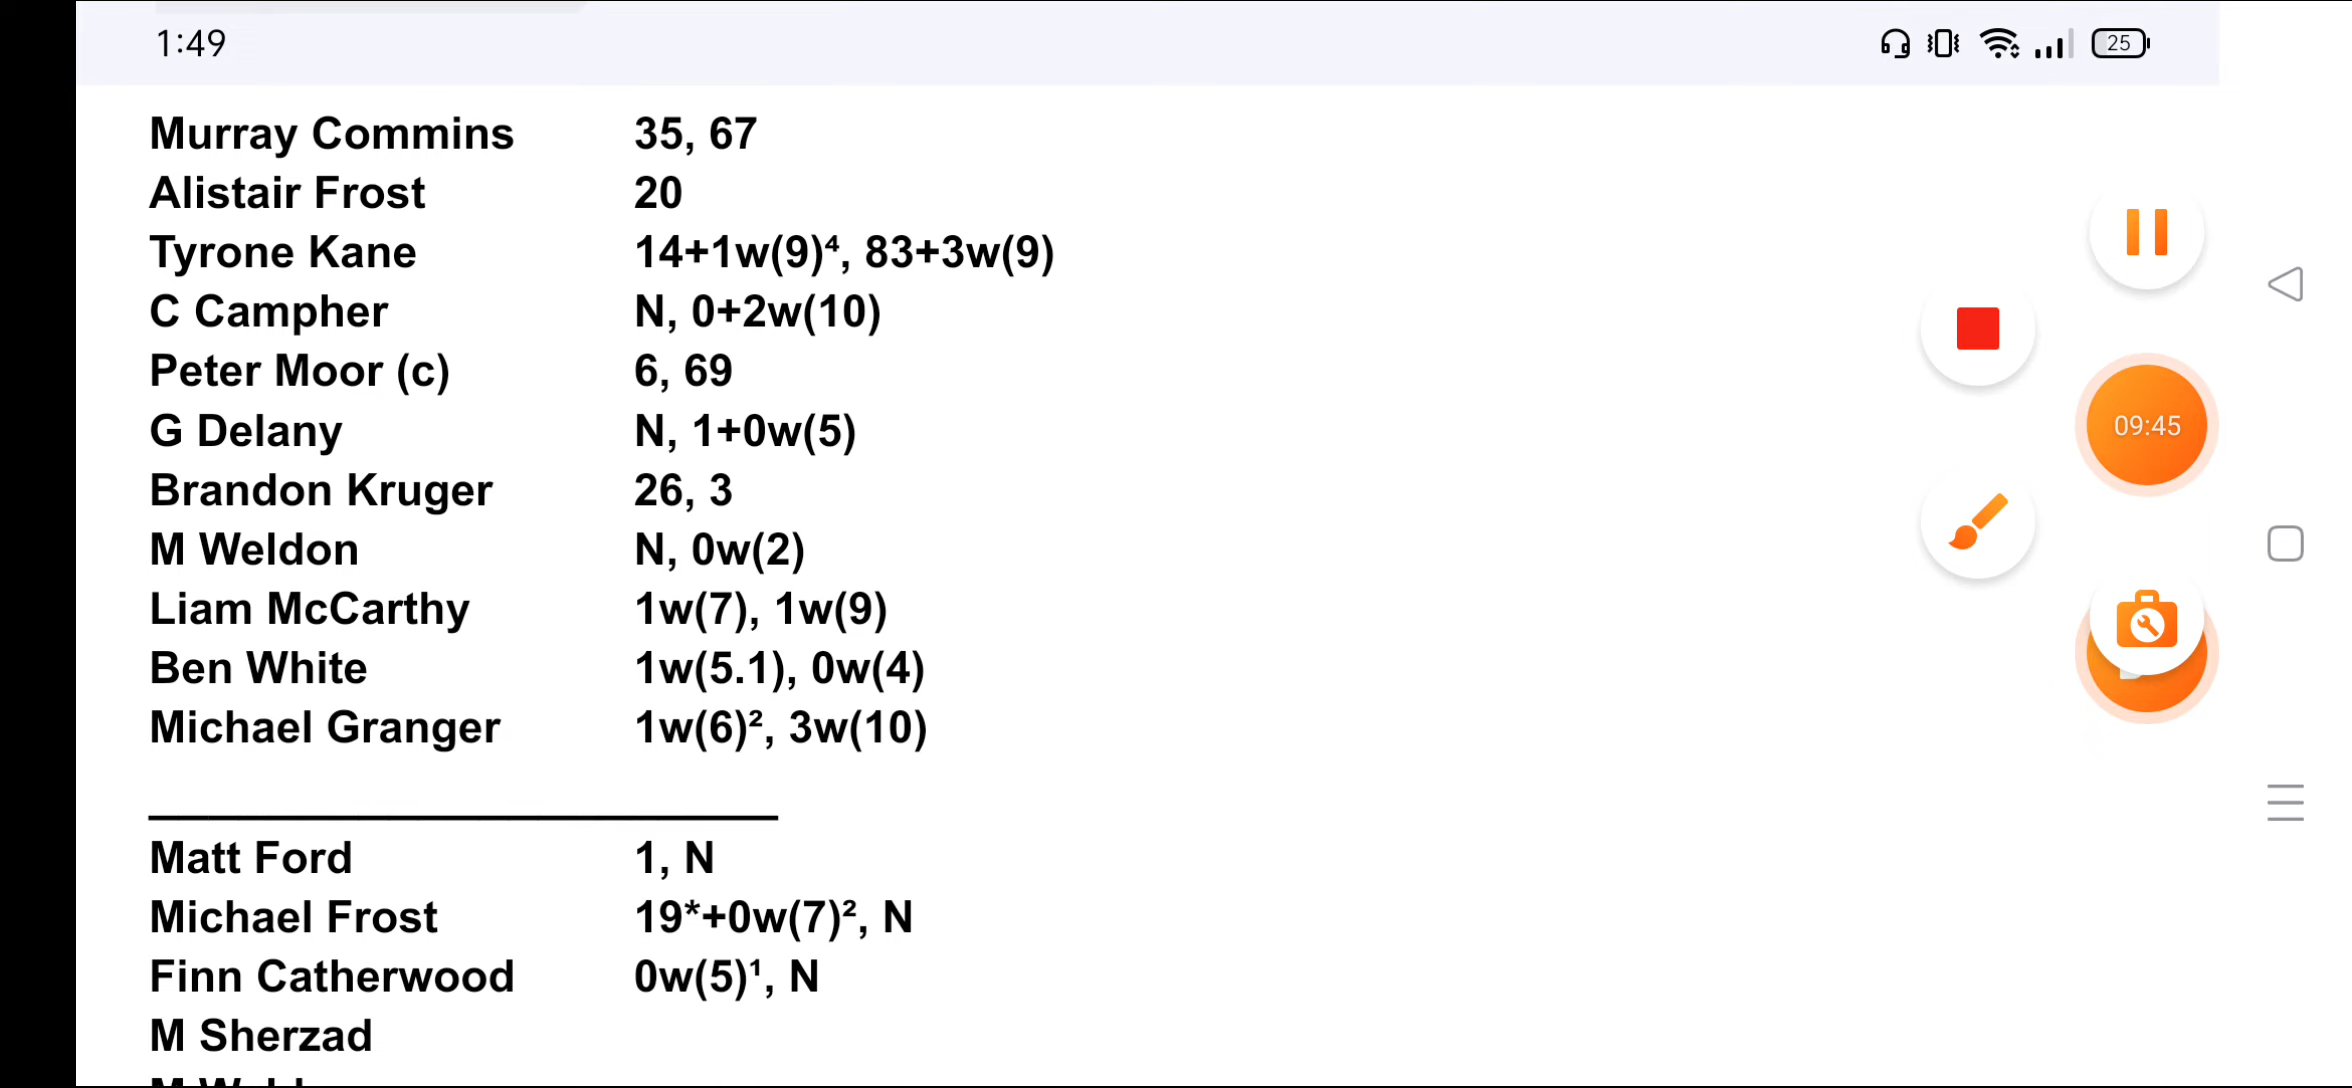 1:49
25
Murray Commins 35, 67
Alistair Frost 20
Tyrone Kane 14+1w(9)⁴, 83+3w(9)
C Campher N, 0+2w(10)
Peter Moor (c) 6, 69
G Delany N, 1+0w(5)
09:45
Brandon Kruger 26, 3
M Weldon N, 0w(2)
Liam McCarthy 1w(7), 1w(9)
Ben White 1w(5.1), 0w(4)
Michael Granger 1w(6)², 3w(10)
Matt Ford 1, N
Michael Frost 19*+0w(7)², N
Finn Catherwood 0w(5)¹, N
M Sherzad